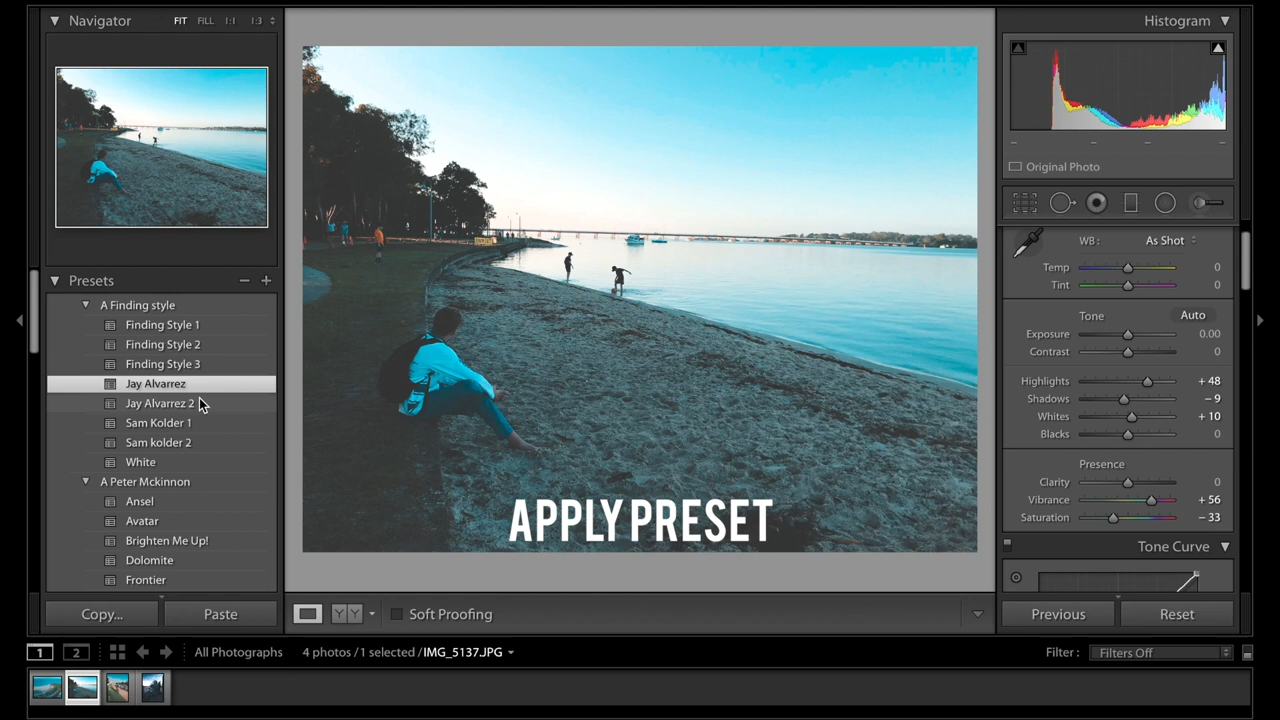 Navigator FIT FILL 1:1 1:3
Histogram
Original Photo
WB: As Shot
Temp 0
Tint 0
Tone Auto
Exposure 0.00
Contrast 0
Highlights + 48
Shadows − 9
Whites + 10
Blacks 0
Presence
Clarity 0
Vibrance + 56
Saturation − 33
Tone Curve
Presets
A Finding style
Finding Style 1
Finding Style 2
Finding Style 3
Jay Alvarrez
Jay Alvarrez 2
Sam Kolder 1
Sam kolder 2
White
A Peter Mckinnon
Ansel
Avatar
Brighten Me Up!
Dolomite
Frontier
APPLY PRESET
Copy... Paste
YY Soft Proofing
Previous Reset
1 2 All Photographs 4 photos / 1 selected / IMG_5137.JPG Filter: Filters Off